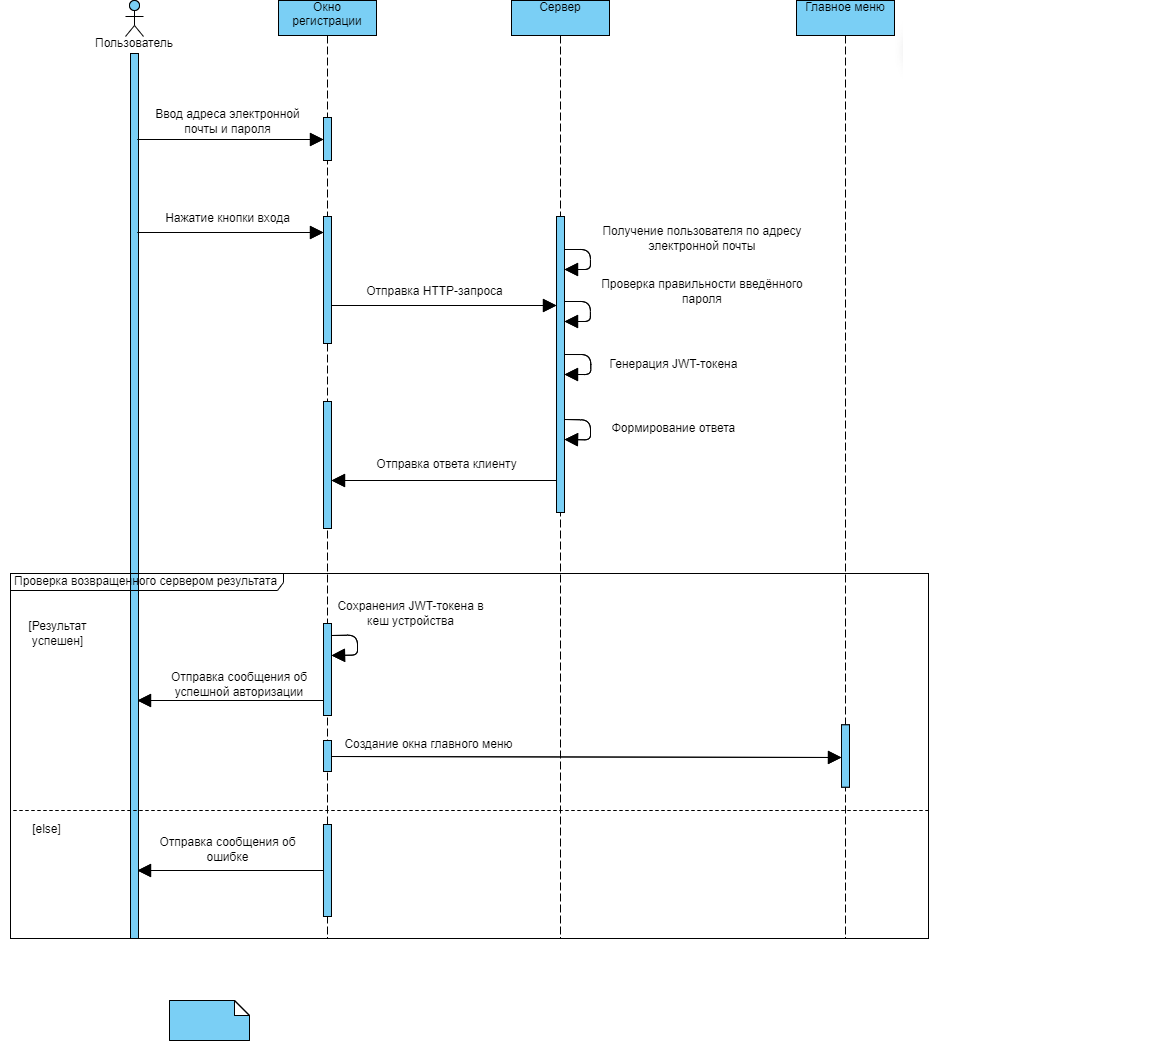 Окно
регистрации
Сервер
Главное меню
Пользователь
Ввод адреса электронной
почты и пароля
Нажатие кнопки входа
Получение пользователя по адресу
электронной почты
Отправка HTTP-запроса
Проверка правильности введённого
пароля
Генерация JWT-токена
Формирование ответа
Отправка ответа клиенту
Проверка возвращенного сервером результата
[Результат
успешен]
Сохранения JWT-токена в
кеш устройства
Отправка сообщения об
успешной авторизации
Создание окна главного меню
[else]
Отправка сообщения об
ошибке